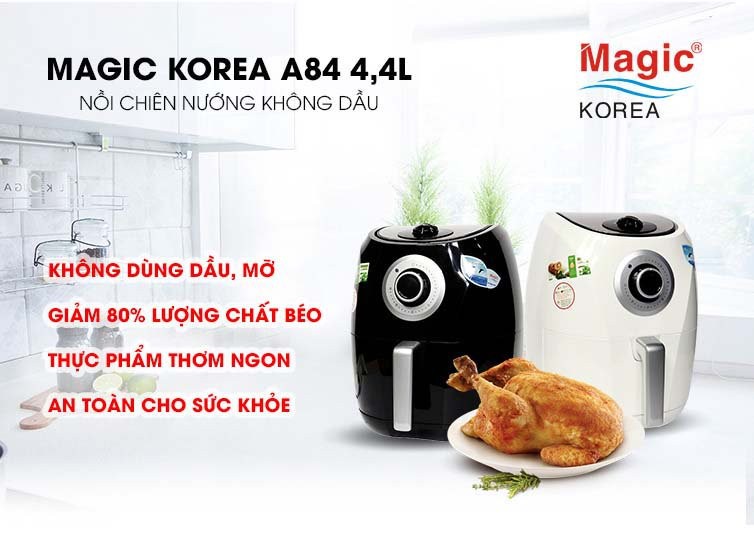 MAGIC KOREA A84 4,4L
NỒI CHIÊN NƯỚNG KHÔNG DẦU
Magic®
KOREA
KHÔNG DÙNG DẦU, MỠ
GIẢM 80% LƯỢNG CHẤT BÉO
THỰC PHẨM THƠM NGON
AN TOÀN CHO SỨC KHỎE